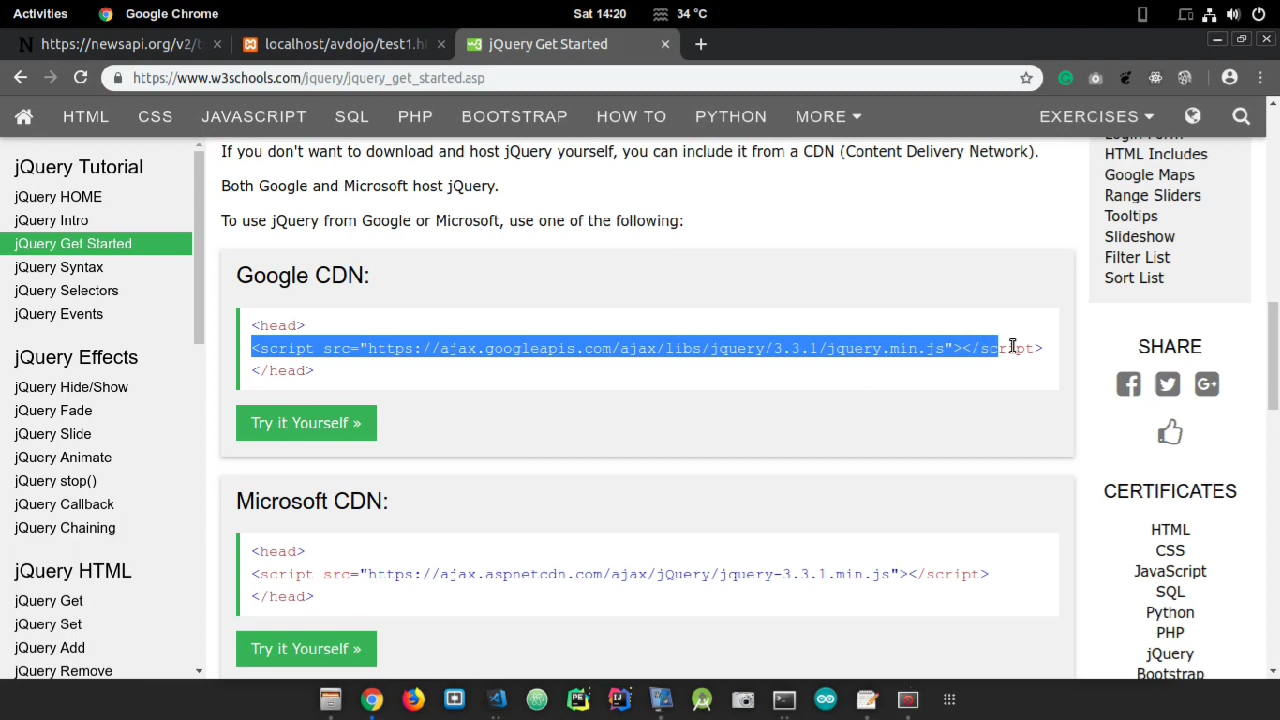 Activities Google Chrome Sat 14:20 34 °C
https://newsapi.org/v2/t × localhost/avdojo/test1.h × jQuery Get Started × +
https://www.w3schools.com/jquery/jquery_get_started.asp
HTML CSS JAVASCRIPT SQL PHP BOOTSTRAP HOW TO PYTHON MORE EXERCISES
jQuery Tutorial
jQuery HOME
jQuery Intro
jQuery Get Started
jQuery Syntax
jQuery Selectors
jQuery Events
jQuery Effects
jQuery Hide/Show
jQuery Fade
jQuery Slide
jQuery Animate
jQuery stop()
jQuery Callback
jQuery Chaining
jQuery HTML
jQuery Get
jQuery Set
jQuery Add
jQuery Remove
If you don't want to download and host jQuery yourself, you can include it from a CDN (Content Delivery Network).
Both Google and Microsoft host jQuery.
To use jQuery from Google or Microsoft, use one of the following:
Google CDN:
<head>
<script src="https://ajax.googleapis.com/ajax/libs/jquery/3.3.1/jquery.min.js"></script>
</head>
Try it Yourself »
Microsoft CDN:
<head>
<script src="https://ajax.aspnetcdn.com/ajax/jQuery/jquery-3.3.1.min.js"></script>
</head>
Try it Yourself »
Login Form
HTML Includes
Google Maps
Range Sliders
Tooltips
Slideshow
Filter List
Sort List
SHARE
CERTIFICATES
HTML
CSS
JavaScript
SQL
Python
PHP
jQuery
Bootstrap